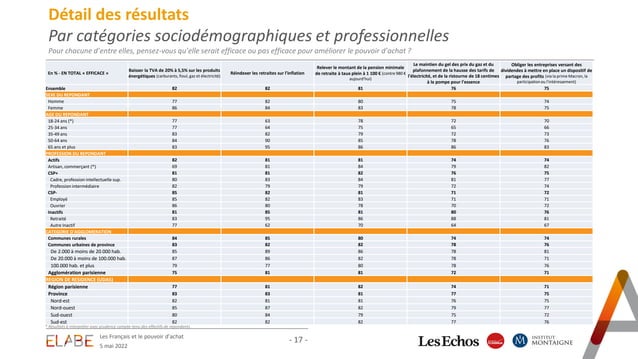 Détail des résultats
Par catégories sociodémographiques et professionnelles
Pour chacune d'entre elles, pensez-vous qu'elle serait efficace ou pas efficace pour améliorer le pouvoir d'achat ?
En % - EN TOTAL « EFFICACE » Baisser la TVA de 20% à 5,5% sur les produits énergétiques (carburants, fioul, gaz et électricité) Réindexer les retraites sur l'inflation Relever le montant de la pension minimale de retraite à taux plein à 1 100 € (contre 980 € aujourd'hui) Le maintien du gel des prix du gaz et du plafonnement de la hausse des tarifs de l'électricité, et de la ristourne de 18 centimes à la pompe pour l'essence Obliger les entreprises versant des dividendes à mettre en place un dispositif de partage des profits (via la prime Macron, la participation ou l'intéressement)
Ensemble 82 82 81 76 75
SEXE DU REPONDANT
Homme 77 82 80 75 74
Femme 86 83 83 78 75
AGE DU REPONDANT
18-24 ans (*) 77 63 78 72 70
25-34 ans 77 64 75 65 66
35-49 ans 83 82 79 72 73
50-64 ans 84 90 85 78 76
65 ans et plus 83 95 86 86 83
PROFESSION DU REPONDANT
Actifs 82 81 81 74 74
Artisan, commerçant (*) 69 81 84 79 82
CSP+ 81 81 82 76 75
Cadre, profession intellectuelle sup. 80 83 84 81 77
Profession intermédiaire 82 79 79 72 74
CSP- 85 82 81 71 72
Employé 85 82 83 71 71
Ouvrier 86 80 78 70 72
Inactifs 81 85 81 80 76
Retraité 83 95 86 88 81
Autre inactif 77 62 70 64 67
CATEGORIE D'AGGLOMERATION
Communes rurales 84 81 80 74 74
Communes urbaines de province 83 82 82 78 76
De 2.000 à moins de 20.000 hab. 85 89 86 78 81
De 20.000 à moins de 100.000 hab. 87 86 82 78 71
100.000 hab. et plus 79 77 80 78 76
Agglomération parisienne 75 81 81 72 71
REGION DE RESIDENCE (UDA5)
Région parisienne 77 81 82 74 71
Province 83 83 81 77 75
Nord-est 82 81 81 76 75
Nord-ouest 85 87 82 79 77
Sud-ouest 80 84 79 75 72
Sud-est 82 81 82 77 76
* Résultats à interpréter avec prudence compte tenu des effectifs de répondants
ELABE
Les Français et le pouvoir d'achat
5 mai 2022
- 17 -
Les Echos
INSTITUT
MONTAIGNE